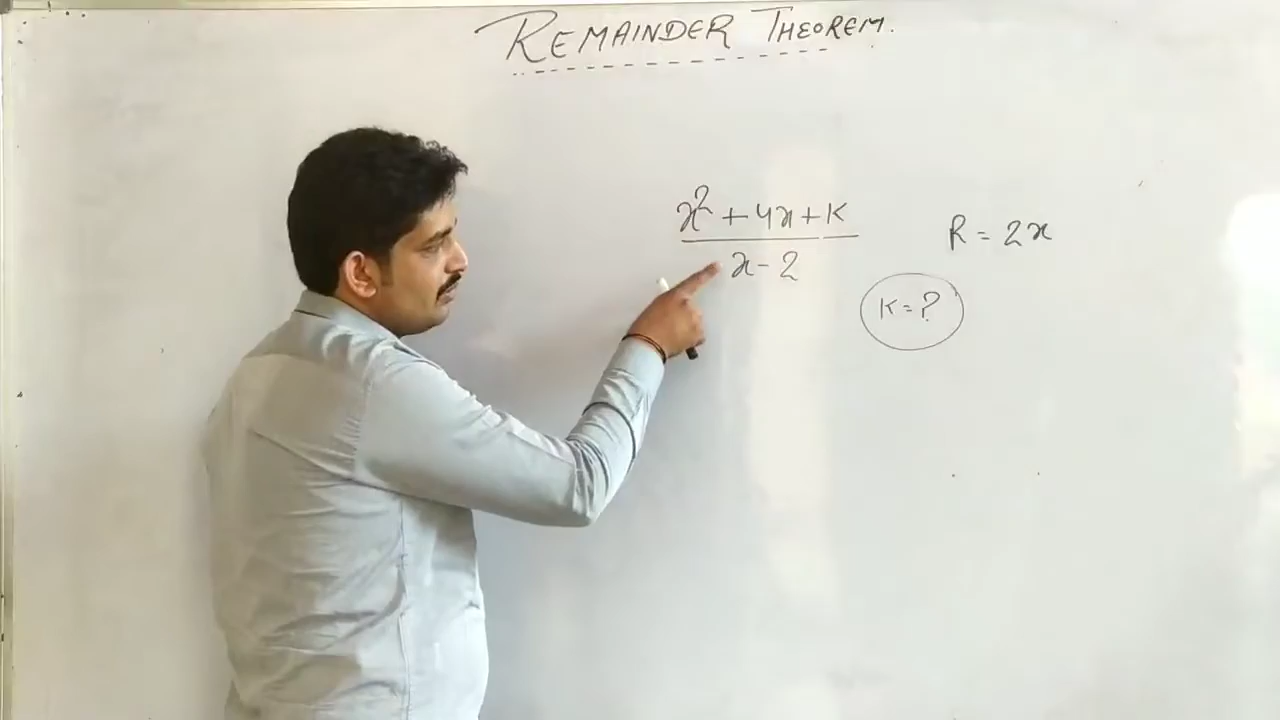 REMAINDER THEOREM.
x² + 4x + K
x - 2
R = 2x
K = ?